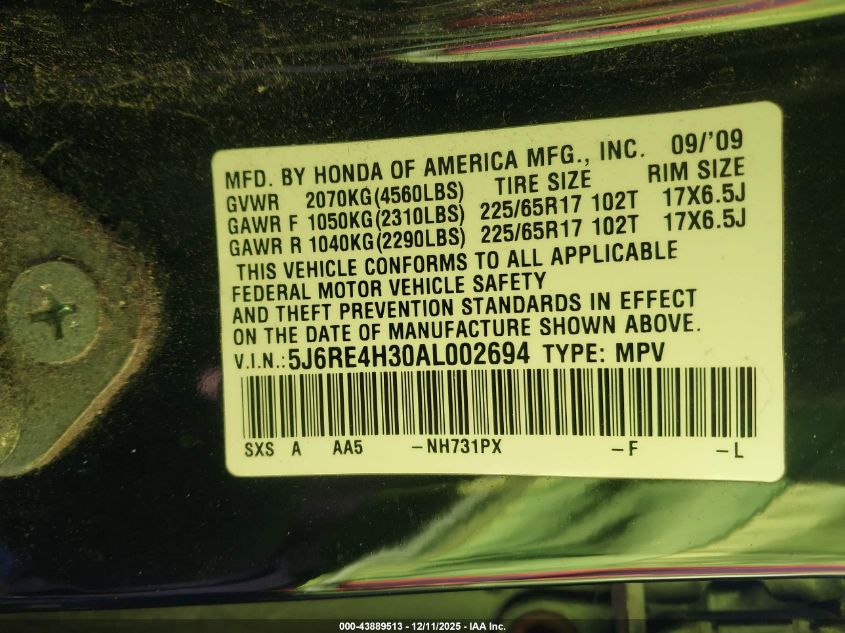 MFD. BY HONDA OF AMERICA MFG., INC. 09/'09
GVWR 2070KG(4560LBS) TIRE SIZE RIM SIZE
GAWR F 1050KG(2310LBS) 225/65R17 102T 17X6.5J
GAWR R 1040KG(2290LBS) 225/65R17 102T 17X6.5J
THIS VEHICLE CONFORMS TO ALL APPLICABLE
FEDERAL MOTOR VEHICLE SAFETY
AND THEFT PREVENTION STANDARDS IN EFFECT
ON THE DATE OF MANUFACTURE SHOWN ABOVE.
V.I.N.: 5J6RE4H30AL002694 TYPE: MPV
SXS A AA5 -NH731PX -F -L
000-43889513 - 12/11/2025 - IAA Inc.